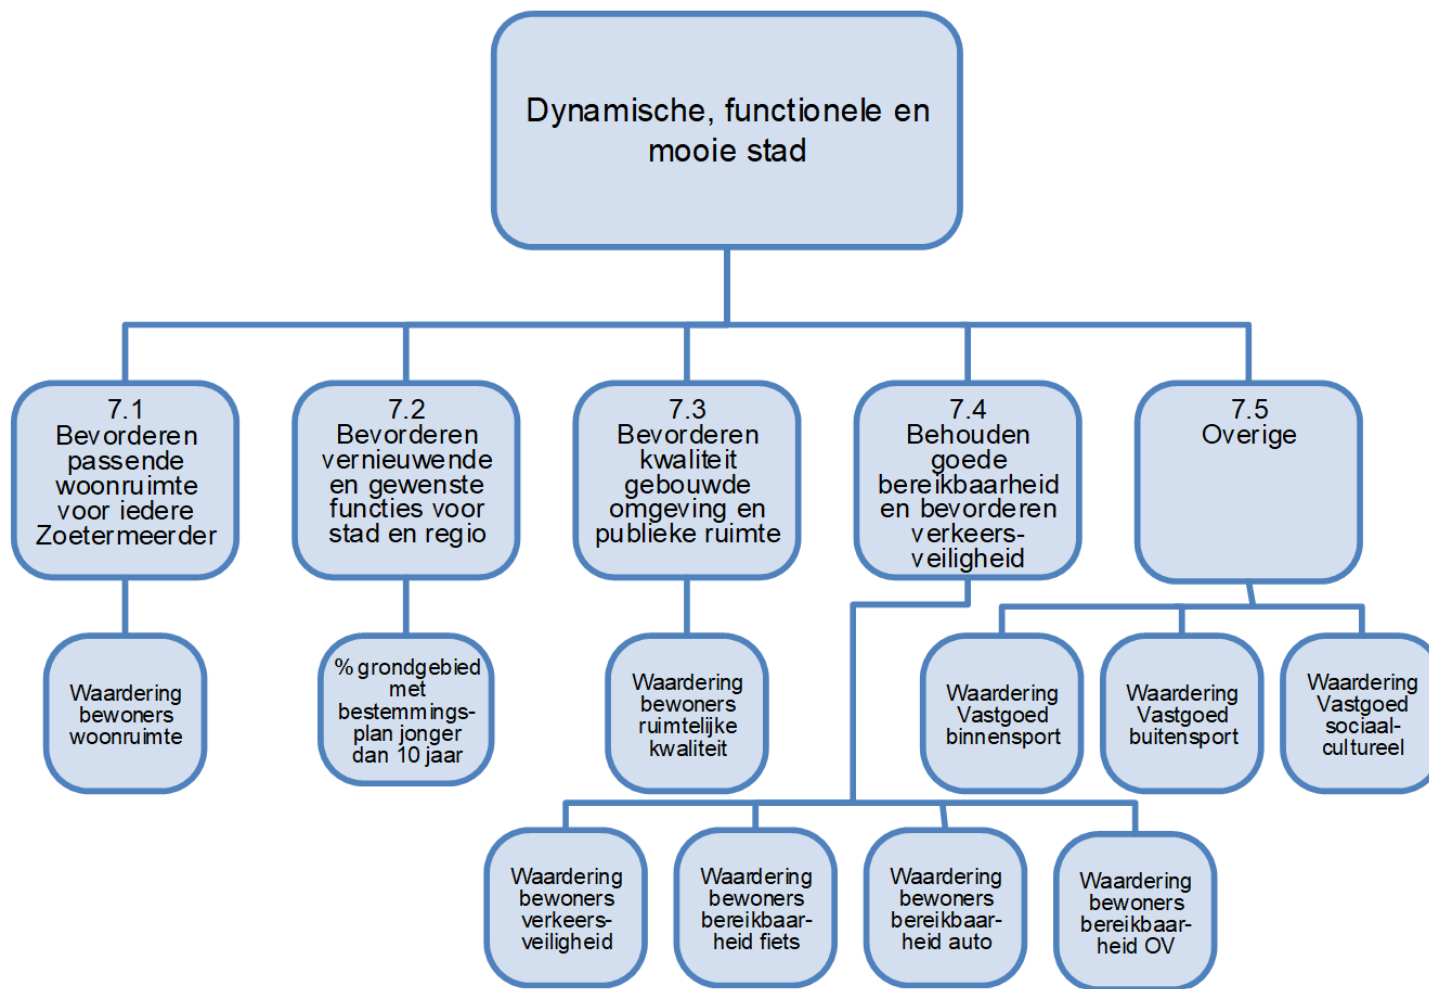 Dynamische, functionele en
mooie stad
7.1
Bevorderen
passende
woonruimte
voor iedere
Zoetermeerder
7.2
Bevorderen
vernieuwende
en gewenste
functies voor
stad en regio
7.3
Bevorderen
kwaliteit
gebouwde
omgeving en
publieke ruimte
7.4
Behouden
goede
bereikbaarheid
en bevorderen
verkeers-
veiligheid
7.5
Overige
Waardering
bewoners
woonruimte
% grondgebied
met
bestemmings-
plan jonger
dan 10 jaar
Waardering
bewoners
ruimtelijke
kwaliteit
Waardering
Vastgoed
binnensport
Waardering
Vastgoed
buitensport
Waardering
Vastgoed
sociaal-
cultureel
Waardering
bewoners
verkeers-
veiligheid
Waardering
bewoners
bereikbaar-
heid fiets
Waardering
bewoners
bereikbaar-
heid auto
Waardering
bewoners
bereikbaar-
heid OV